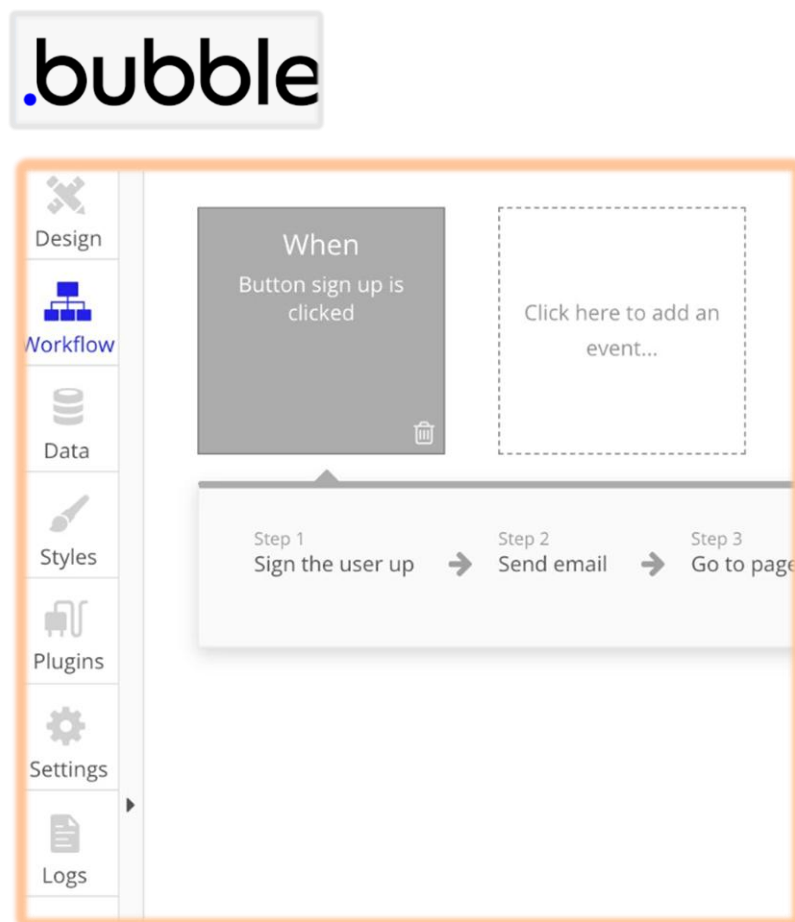 .bubble
Design
Workflow
Data
Styles
Plugins
Settings
Logs
When
Button sign up is
clicked
Click here to add an
event...
Step 1
Sign the user up
Step 2
Send email
Step 3
Go to page